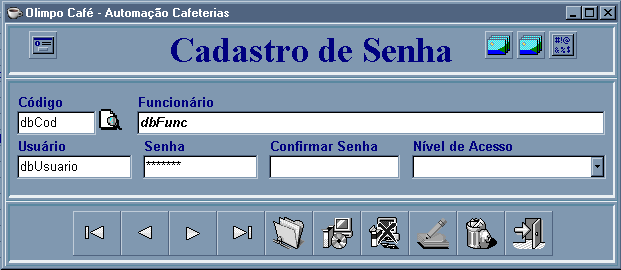 Olimpo Café - Automação Cafeterias
Cadastro de Senha
#!@
&%$
Código Funcionário
dbCod dbFunc
Usuário Senha Confirmar Senha Nível de Acesso
dbUsuario *******